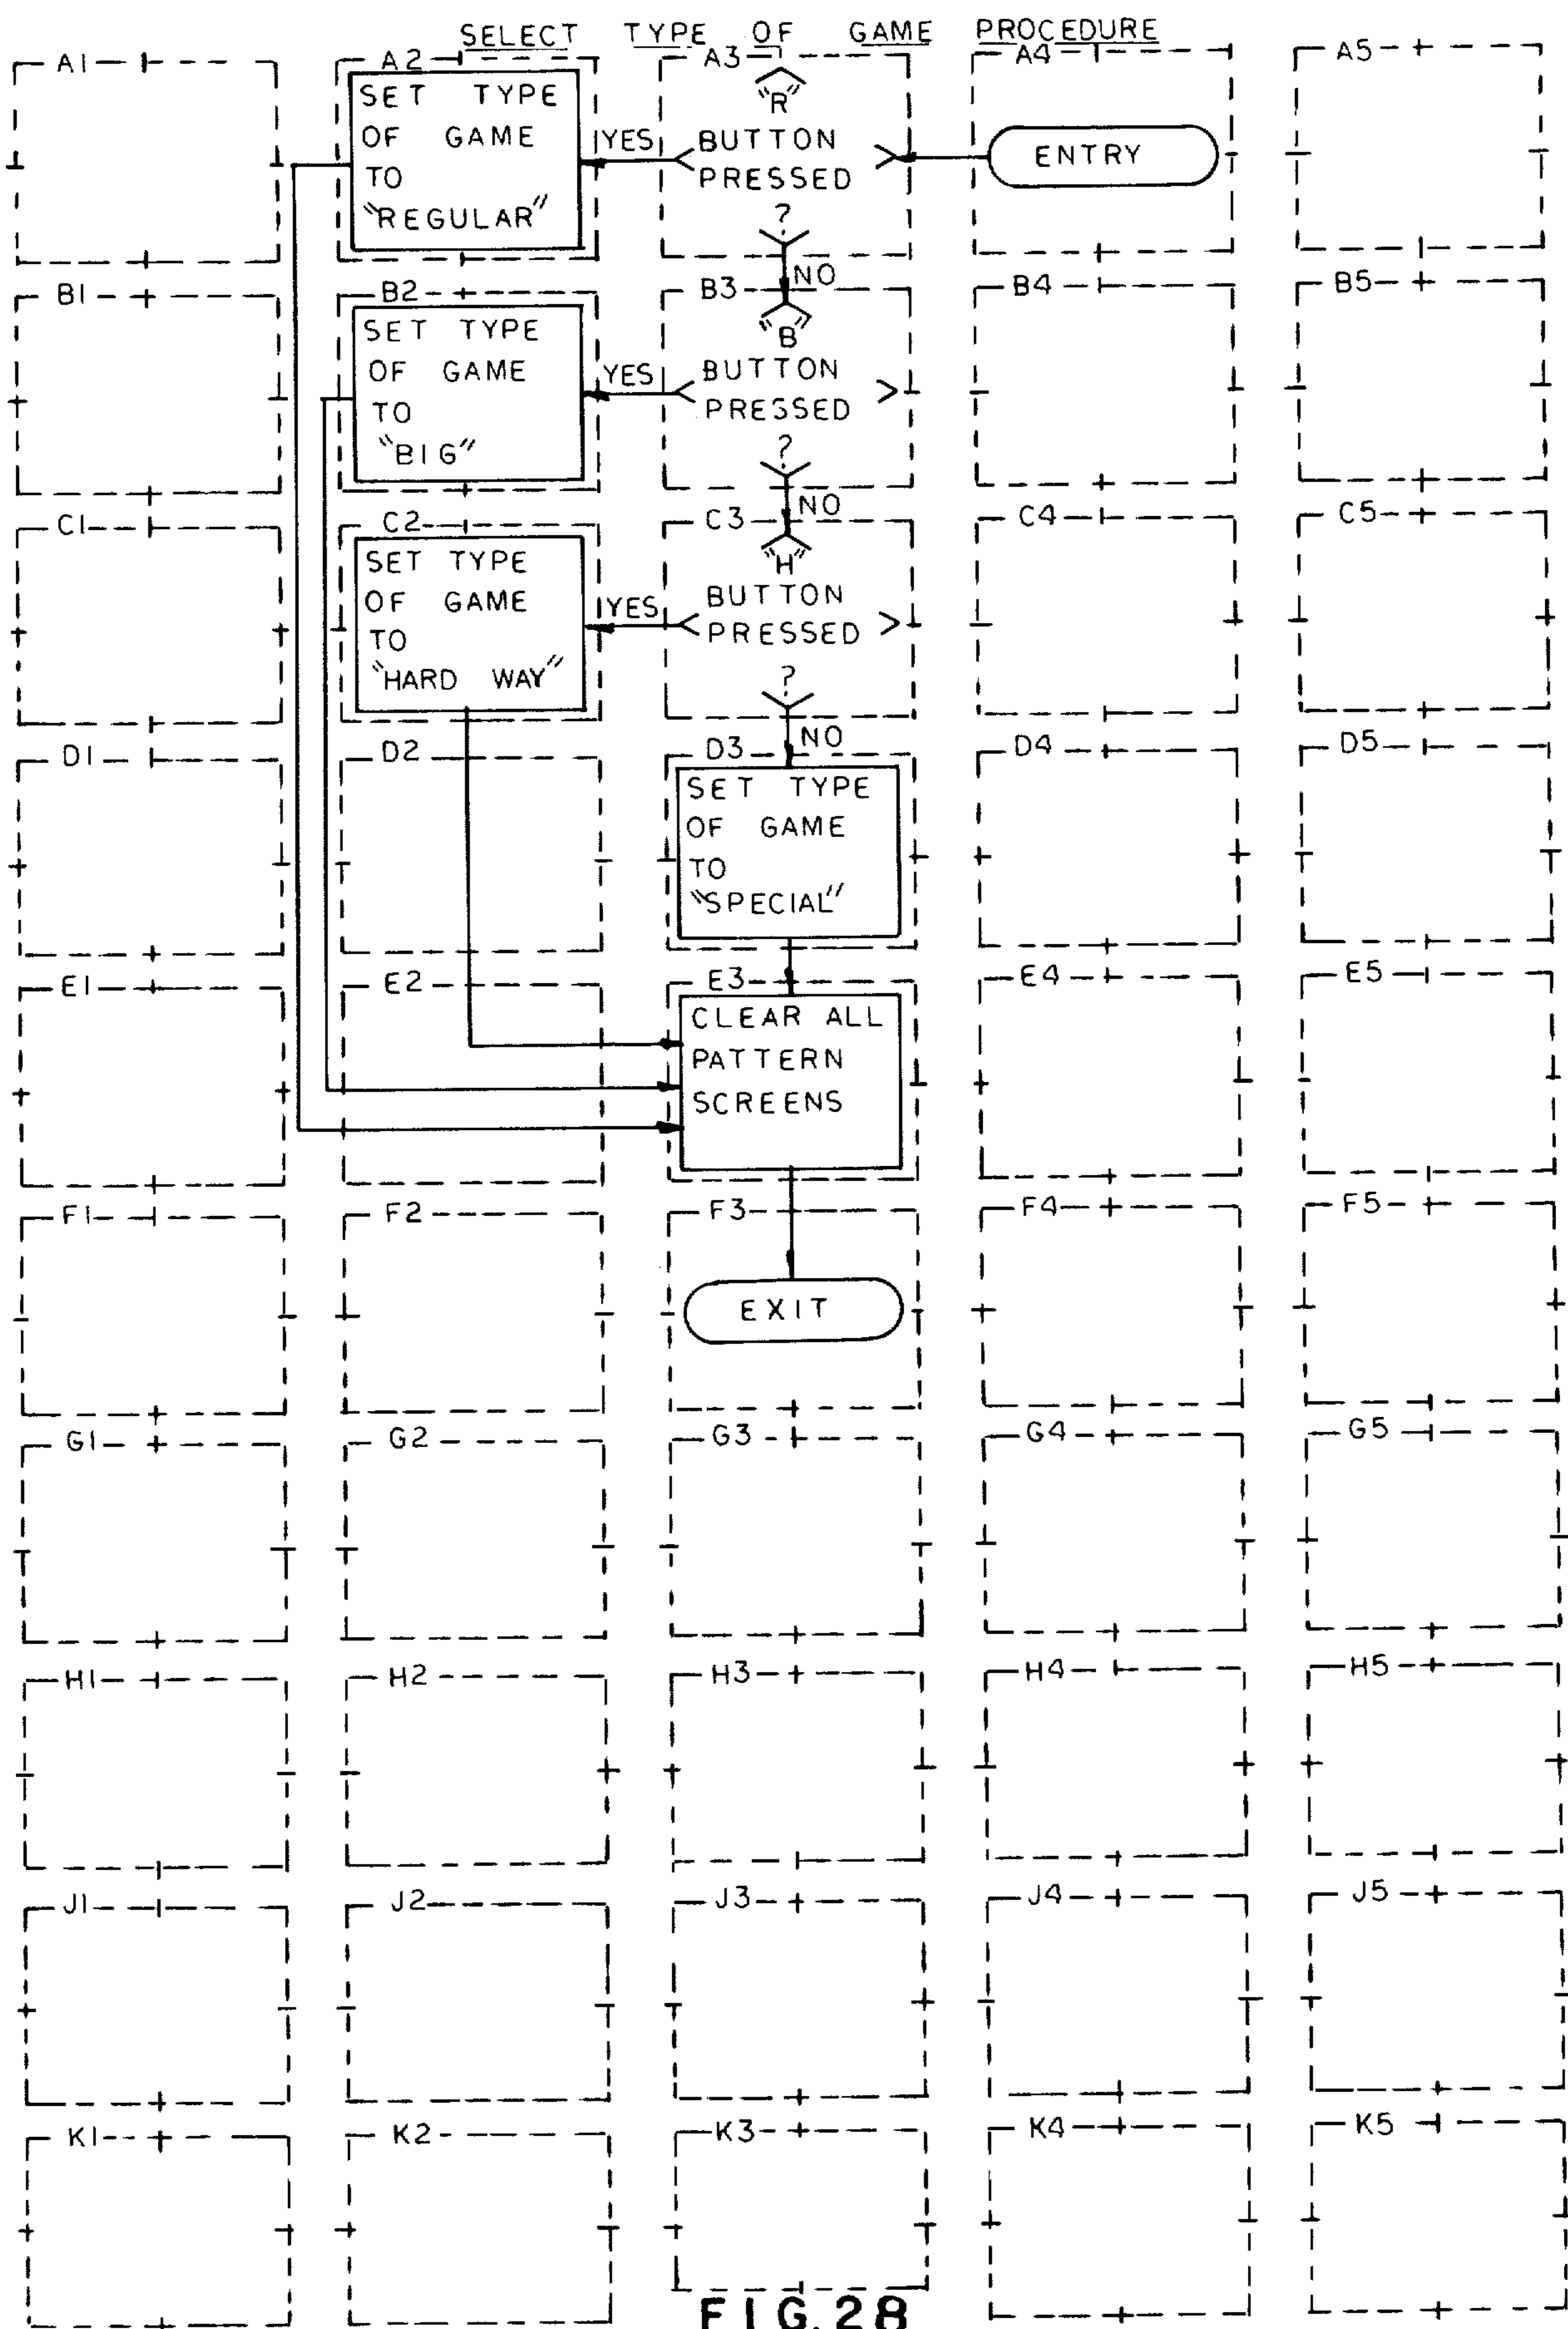 SELECT TYPE OF GAME PROCEDURE
A1
A2
A3
A4
A5
SET TYPE
OF GAME
TO
"REGULAR"
YES
"R"
BUTTON
PRESSED
?
ENTRY
NO
B1
B2
B3
B4
B5
SET TYPE
OF GAME
TO
"BIG"
YES
"B"
BUTTON
PRESSED
?
NO
C1
C2
C3
C4
C5
SET TYPE
OF GAME
TO
"HARD WAY"
YES
"H"
BUTTON
PRESSED
?
NO
D1
D2
D3
D4
D5
SET TYPE
OF GAME
TO
"SPECIAL"
E1
E2
E3
E4
E5
CLEAR ALL
PATTERN
SCREENS
F1
F2
F3
F4
F5
EXIT
G1
G2
G3
G4
G5
H1
H2
H3
H4
H5
J1
J2
J3
J4
J5
K1
K2
K3
K4
K5
FIG. 28